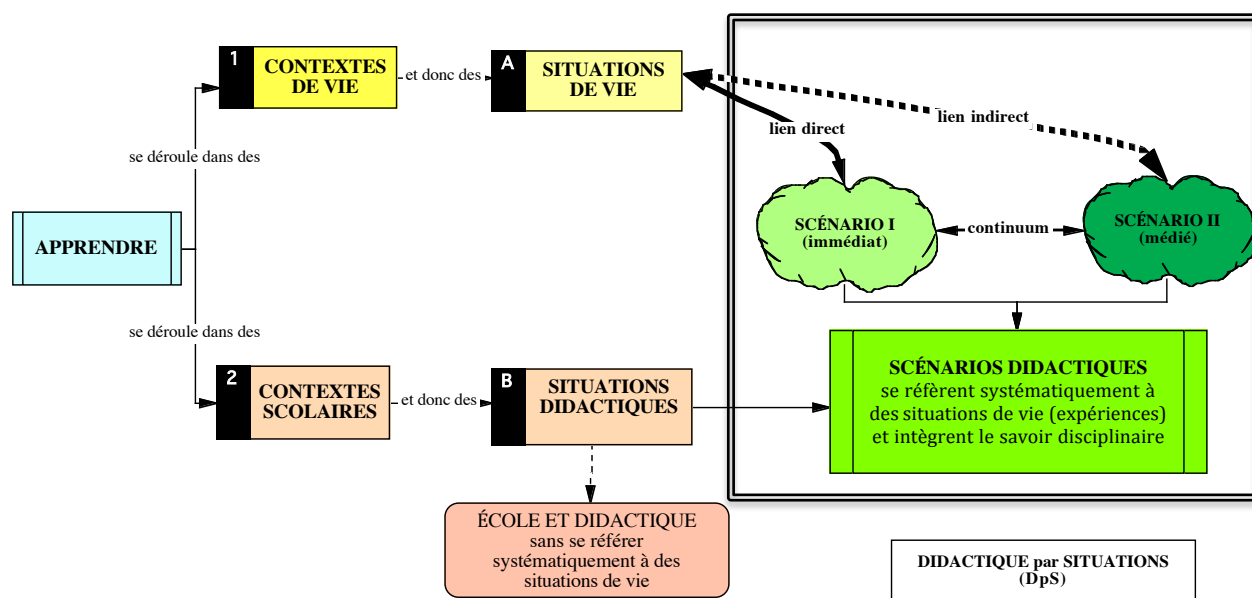 1
CONTEXTES
DE VIE
et donc des
A
SITUATIONS
DE VIE
lien direct
lien indirect
se déroule dans des
APPRENDRE
SCÉNARIO I
(immédiat)
continuum
SCÉNARIO II
(médié)
se déroule dans des
2
CONTEXTES
SCOLAIRES
et donc des
B
SITUATIONS
DIDACTIQUES
SCÉNARIOS DIDACTIQUES
se réfèrent systématiquement à
des situations de vie (expériences)
et intègrent le savoir disciplinaire
ÉCOLE ET DIDACTIQUE
sans se référer
systématiquement à des
situations de vie
DIDACTIQUE par SITUATIONS
(DpS)